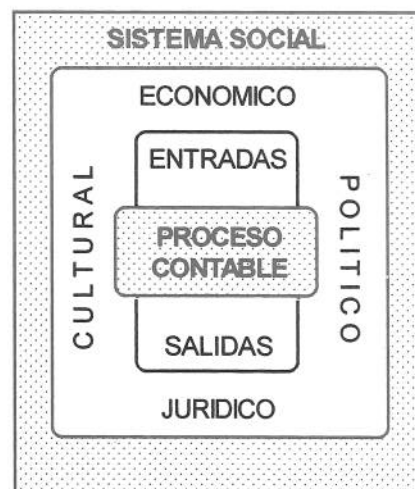 SISTEMA SOCIAL
ECONOMICO
ENTRADAS
CULTURAL
POLITICO
PROCESO
CONTABLE
SALIDAS
JURIDICO